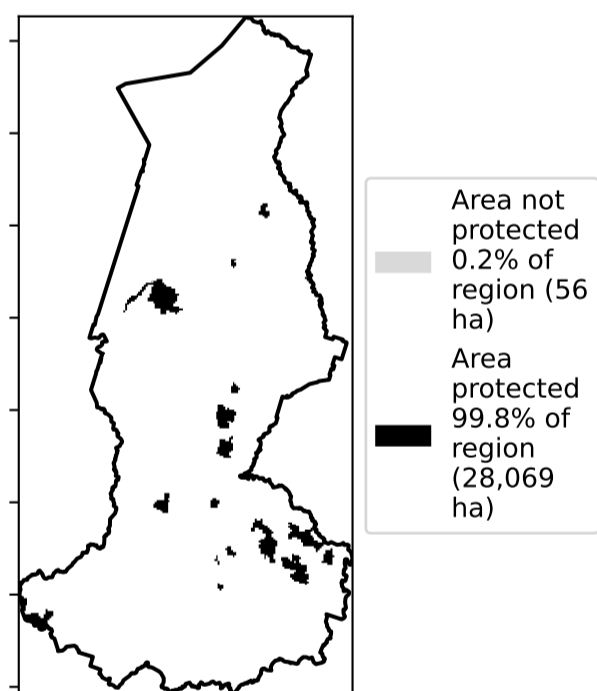 Area not
protected
0.2% of
region (56
ha)
Area
protected
99.8% of
region
(28,069
ha)